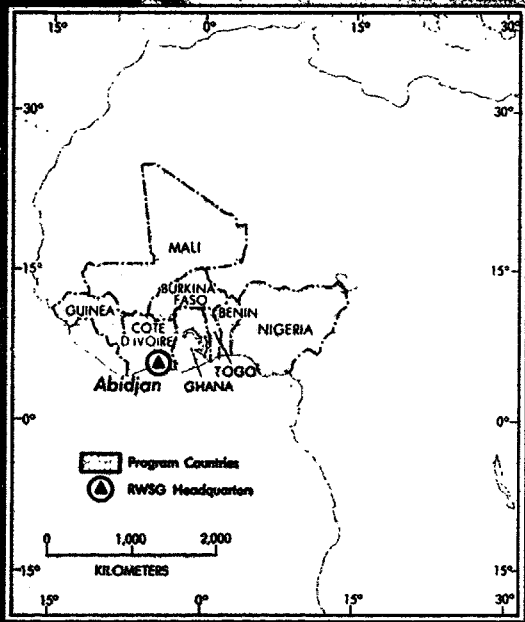 15° 0° 15° 30°
30° 30°
MALI
15° 15°
BURKINA
FASO
GUINEA
BENIN
COTE
D'IVOIRE
NIGERIA
TOGO
Abidjan
GHANA
0° 0°
Program Countries
RWSG Headquarters
0 1,000 2,000
KILOMETERS
15° 15°
15° 0° 15° 30°